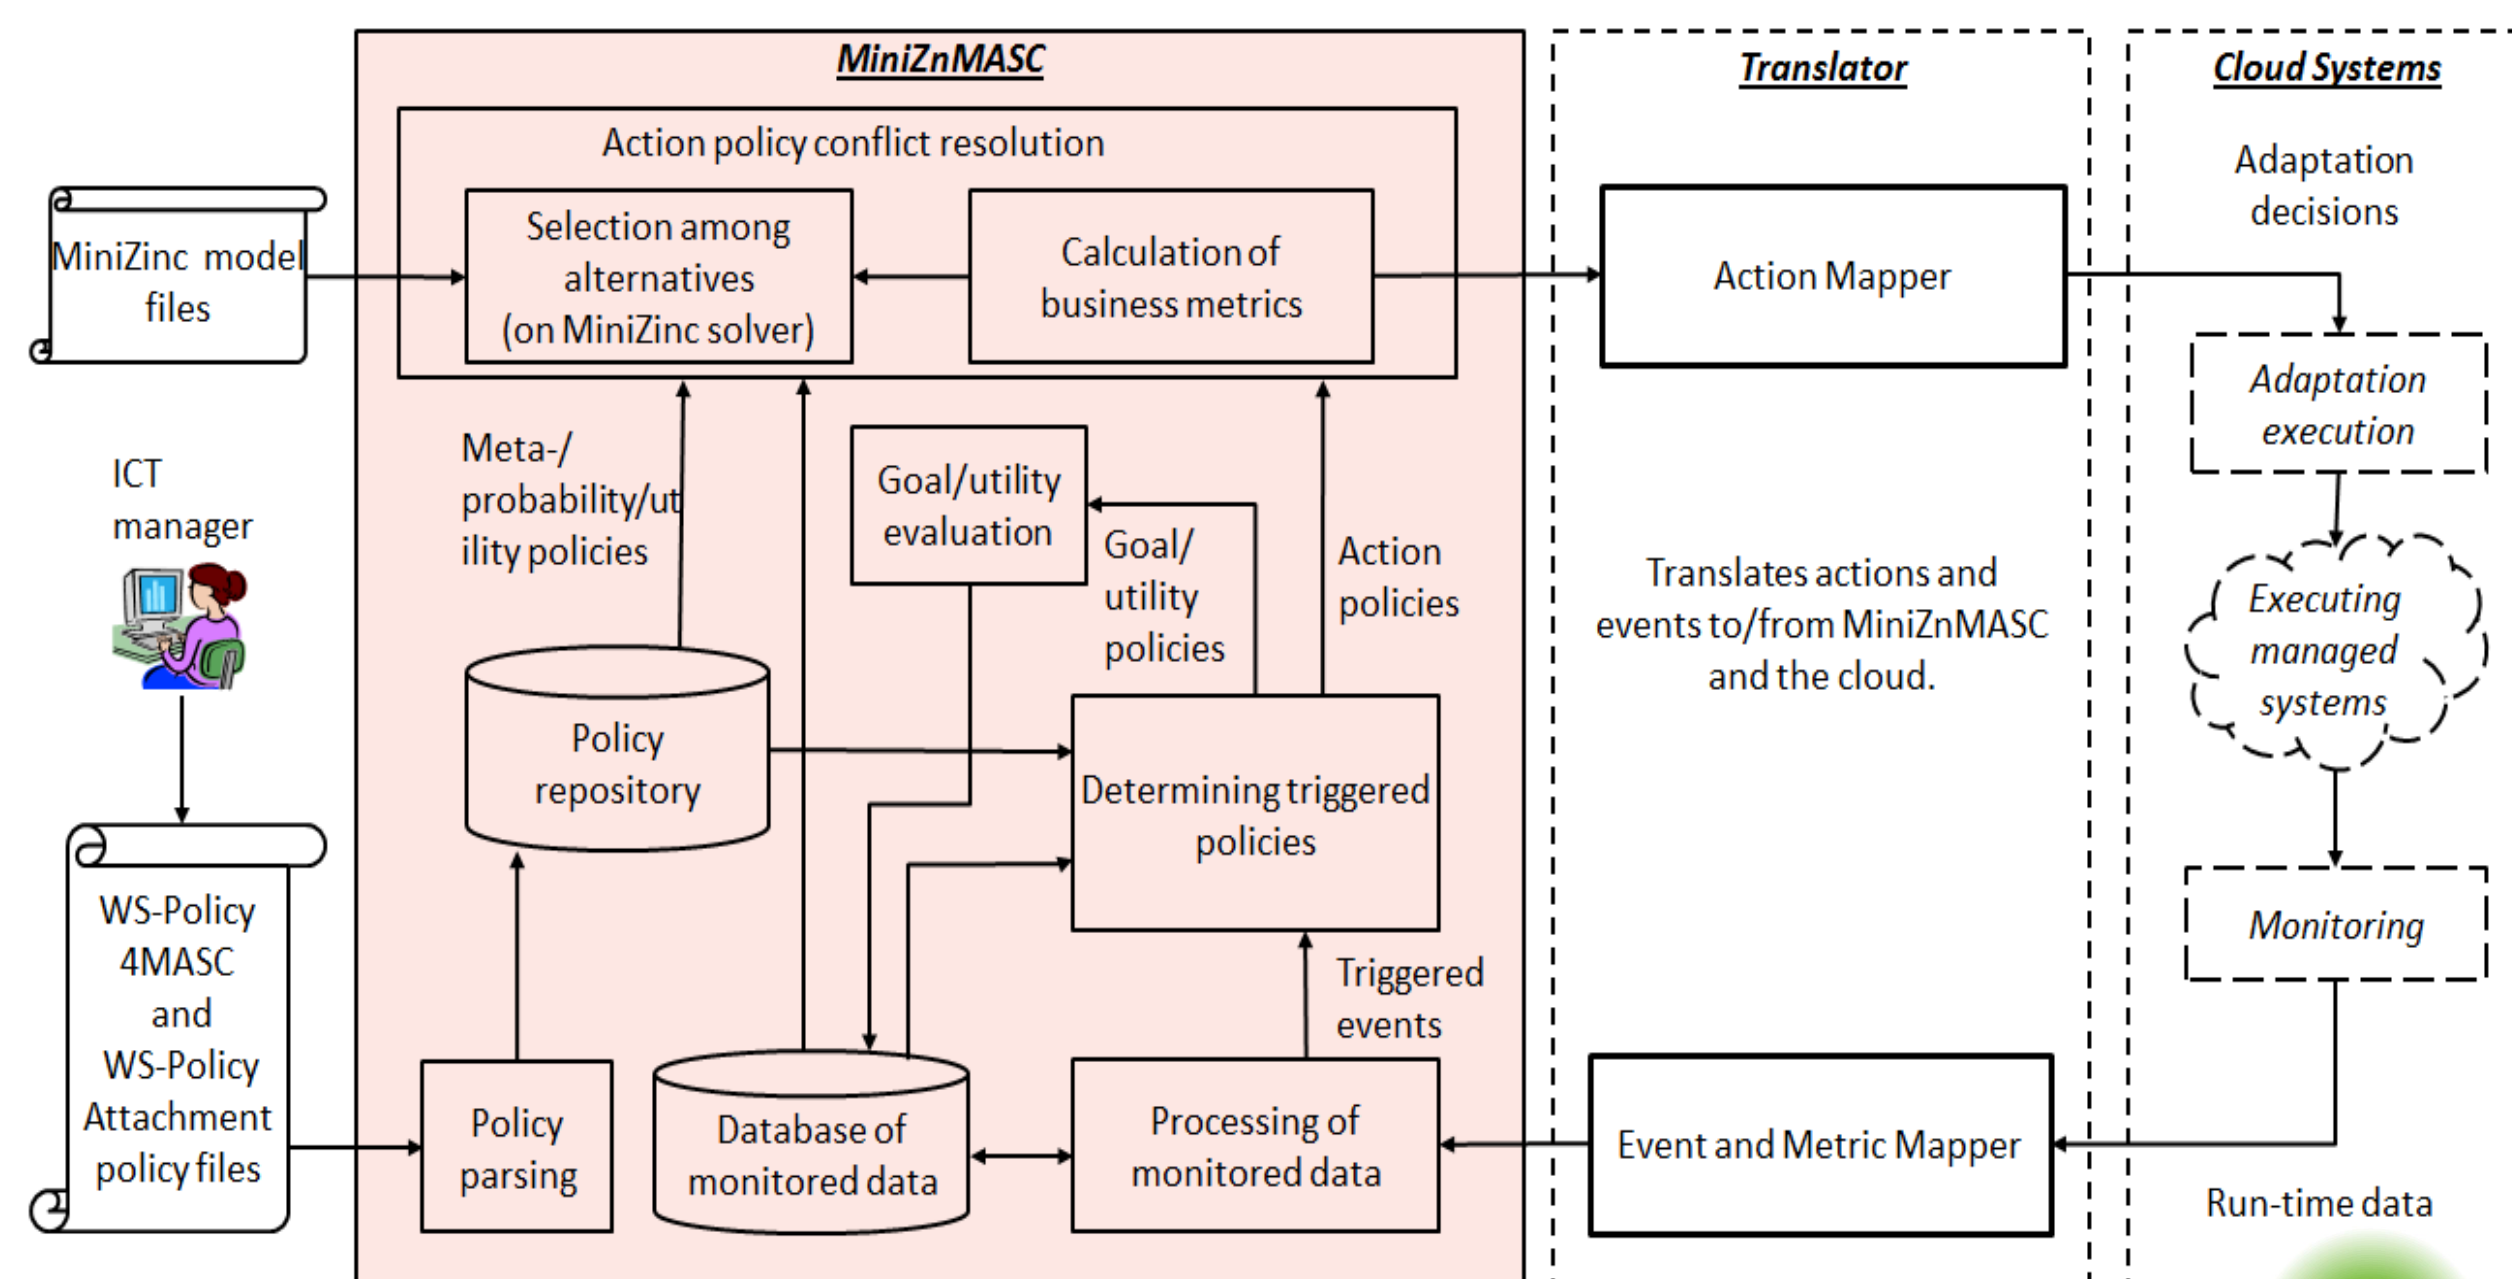 MiniZnMASC
Translator
Cloud Systems
Action policy conflict resolution
MiniZinc model
files
Selection among
alternatives
(on MiniZinc solver)
Calculation of
business metrics
Action Mapper
Adaptation
decisions
Adaptation
execution
ICT
manager
Meta-/
probability/ut
ility policies
Goal/utility
evaluation
Goal/
utility
policies
Action
policies
Translates actions and
events to/from MiniZnMASC
and the cloud.
Executing
managed
systems
Policy
repository
Determining triggered
policies
Monitoring
WS-Policy
4MASC
and
WS-Policy
Attachment
policy files
Triggered
events
Policy
parsing
Database of
monitored data
Processing of
monitored data
Event and Metric Mapper
Run-time data